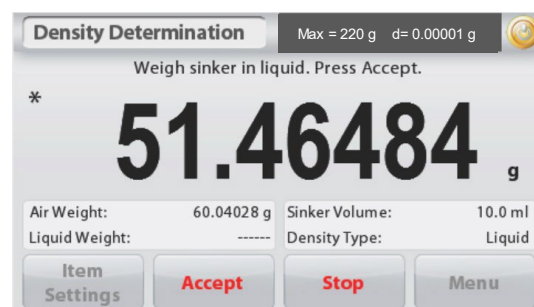 Density Determination Max = 220 g d= 0.00001 g
Weigh sinker in liquid. Press Accept.
* 51.46484 g
Air Weight: 60.04028 g Sinker Volume: 10.0 ml
Liquid Weight: ------ Density Type: Liquid
Item Settings Accept Stop Menu